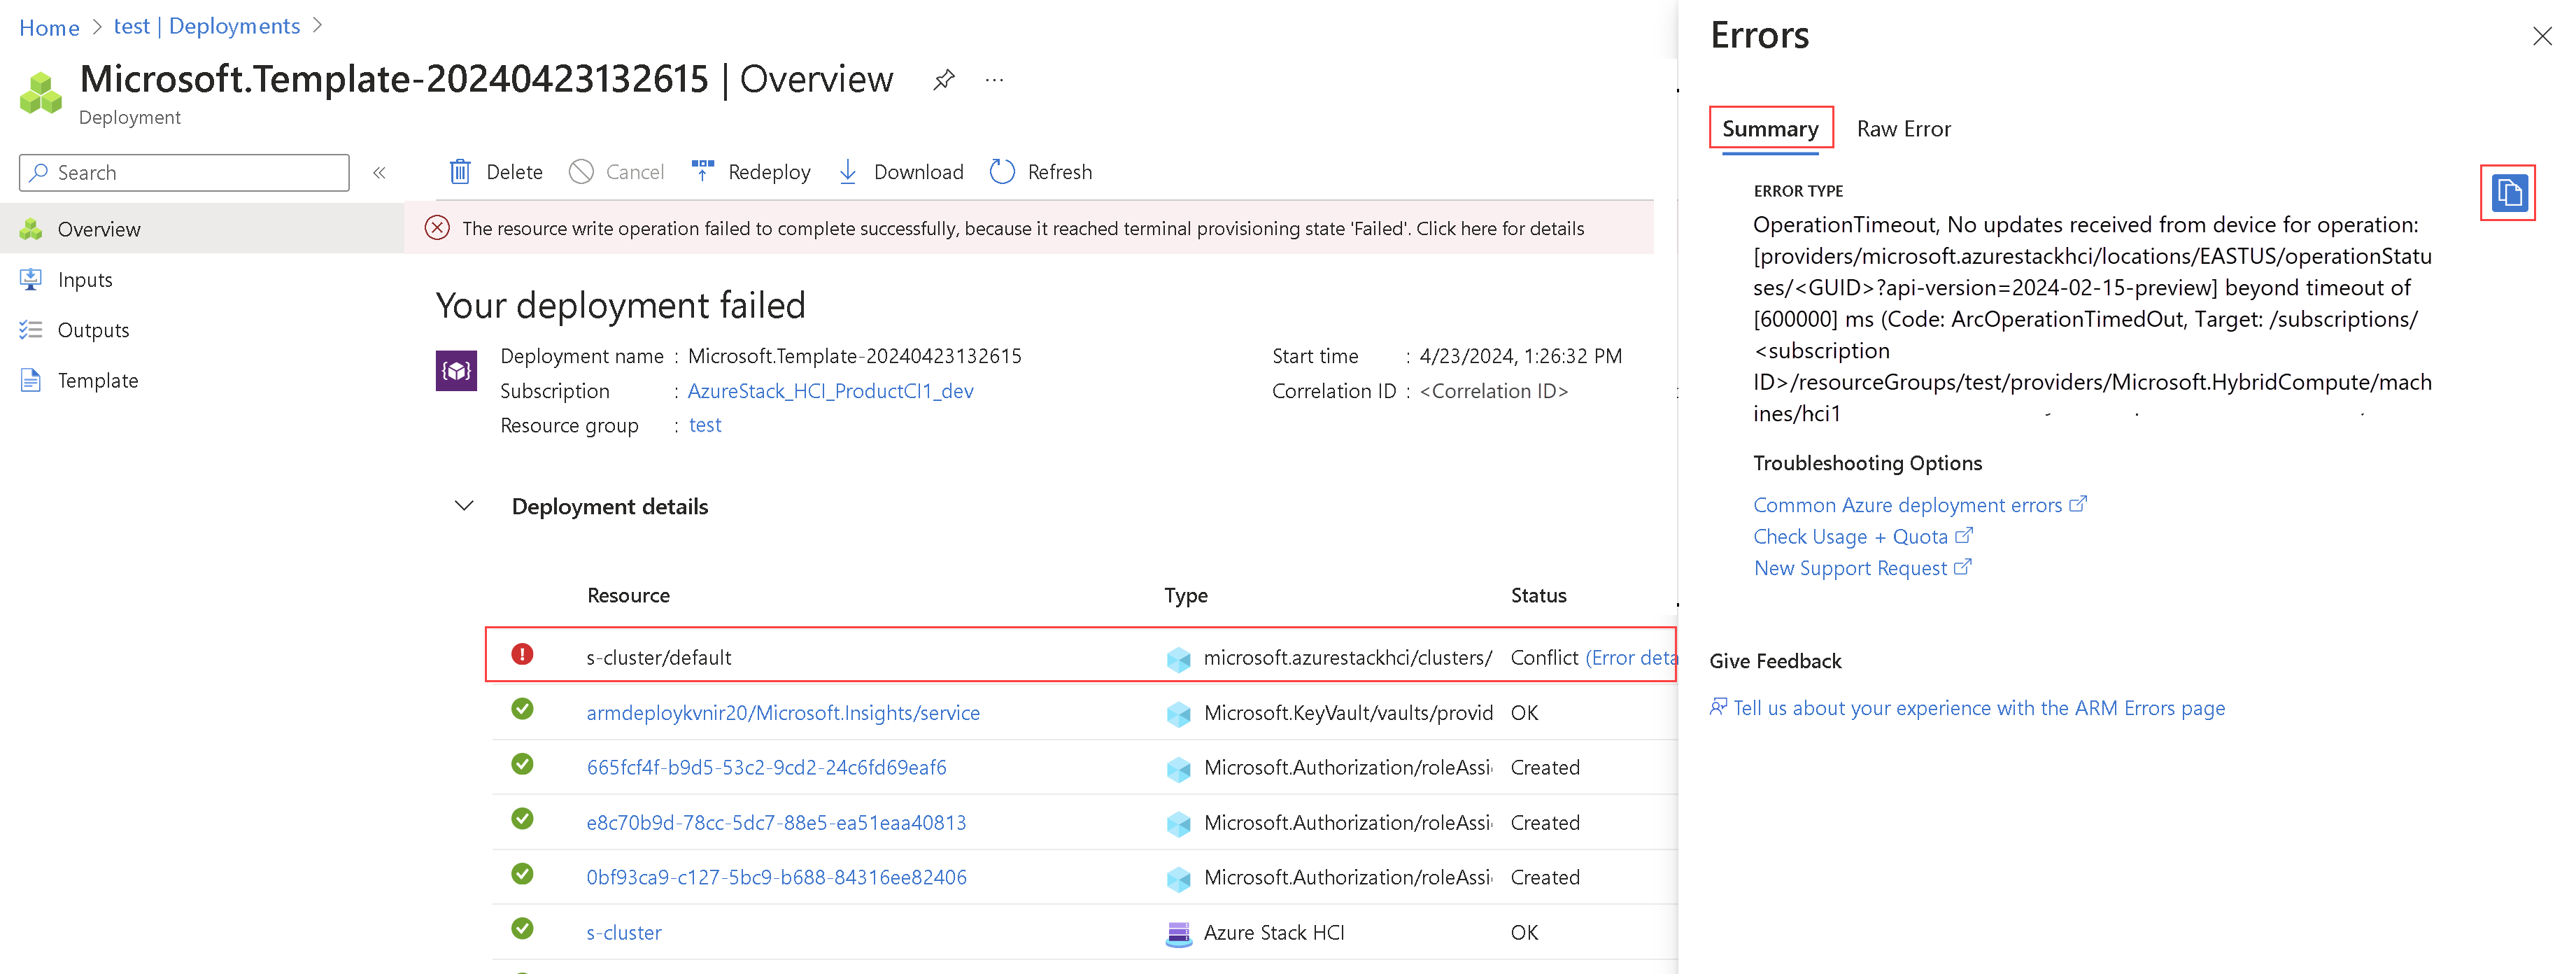 Home > test | Deployments >
Microsoft.Template-20240423132615 | Overview ...
Deployment
Search «
Overview
Inputs
Outputs
Template
Delete Cancel Redeploy Download Refresh
The resource write operation failed to complete successfully, because it reached terminal provisioning state 'Failed'. Click here for details
Your deployment failed
Deployment name : Microsoft.Template-20240423132615
Subscription : AzureStack_HCI_ProductCI1_dev
Resource group : test
Start time : 4/23/2024, 1:26:32 PM
Correlation ID : <Correlation ID>
Deployment details
Resource Type Status
s-cluster/default microsoft.azurestackhci/clusters/ Conflict (Error deta
armdeploykvnir20/Microsoft.Insights/service Microsoft.KeyVault/vaults/provid OK
665fcf4f-b9d5-53c2-9cd2-24c6fd69eaf6 Microsoft.Authorization/roleAssi Created
e8c70b9d-78cc-5dc7-88e5-ea51eaa40813 Microsoft.Authorization/roleAssi Created
0bf93ca9-c127-5bc9-b688-84316ee82406 Microsoft.Authorization/roleAssi Created
s-cluster Azure Stack HCI OK
Errors
Summary Raw Error
ERROR TYPE
OperationTimeout, No updates received from device for operation:
[providers/microsoft.azurestackhci/locations/EASTUS/operationStatu
ses/<GUID>?api-version=2024-02-15-preview] beyond timeout of
[600000] ms (Code: ArcOperationTimedOut, Target: /subscriptions/
<subscription
ID>/resourceGroups/test/providers/Microsoft.HybridCompute/mach
ines/hci1
Troubleshooting Options
Common Azure deployment errors
Check Usage + Quota
New Support Request
Give Feedback
Tell us about your experience with the ARM Errors page